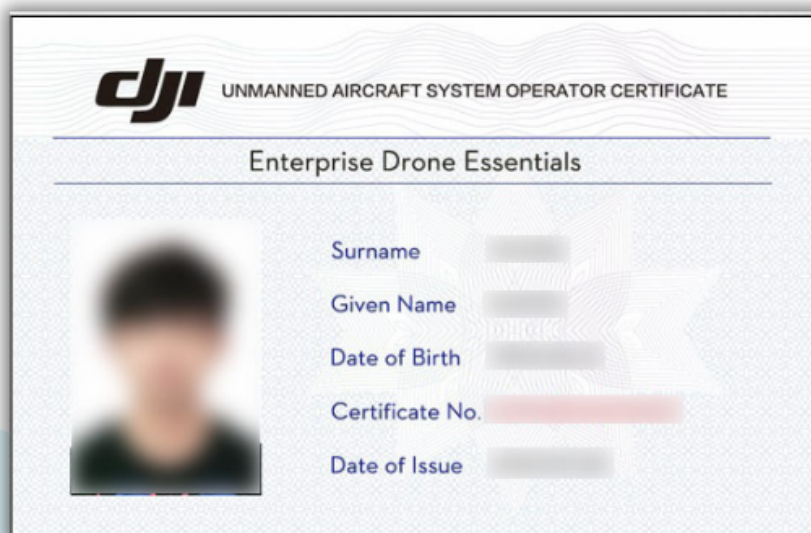 dji UNMANNED AIRCRAFT SYSTEM OPERATOR CERTIFICATE
Enterprise Drone Essentials
Surname
Given Name
Date of Birth
Certificate No.
Date of Issue